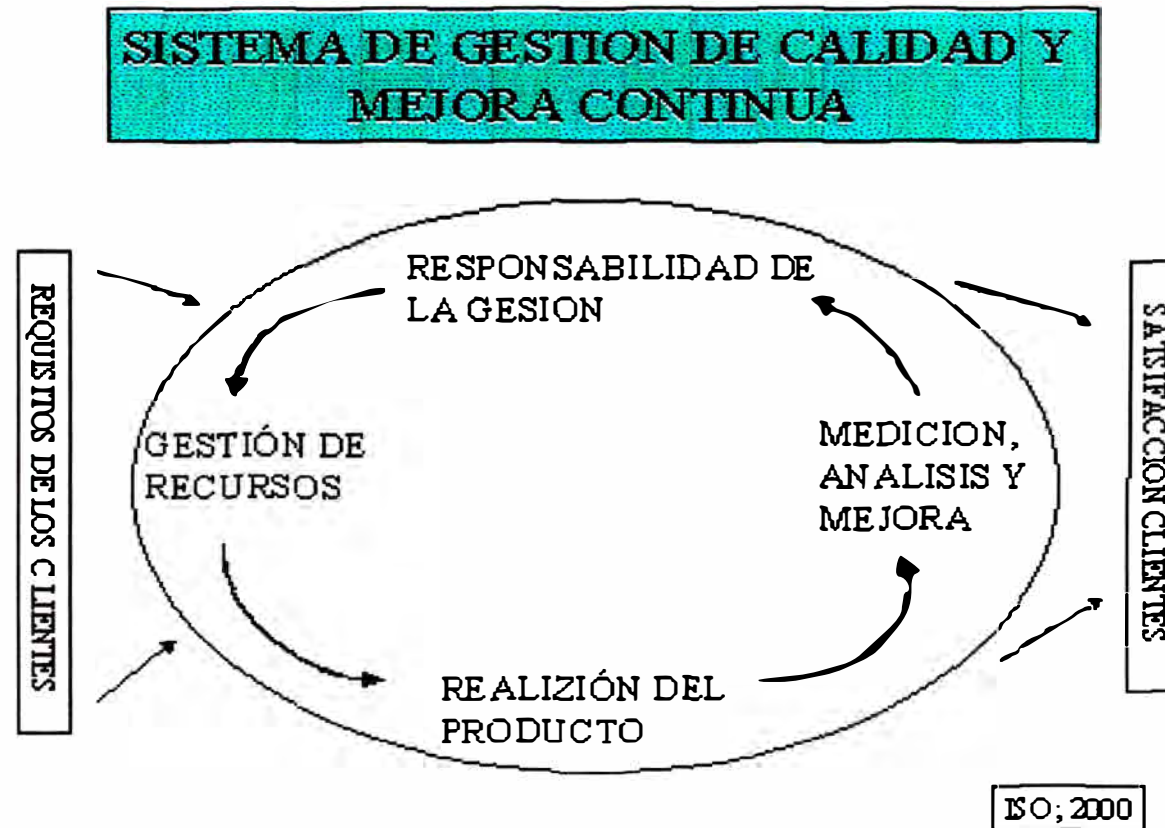 SISTEMA DE GESTION DE CALIDAD Y
MEJORA CONTINUA
REQUISITOS DE LOS CLIENTES
RESPONSABILIDAD DE
LA GESION
GESTIÓN DE
RECURSOS
MEDICION,
ANALISIS Y
MEJORA
REALIZIÓN DEL
PRODUCTO
SATISFACCION CLIENTES
ISO; 2000